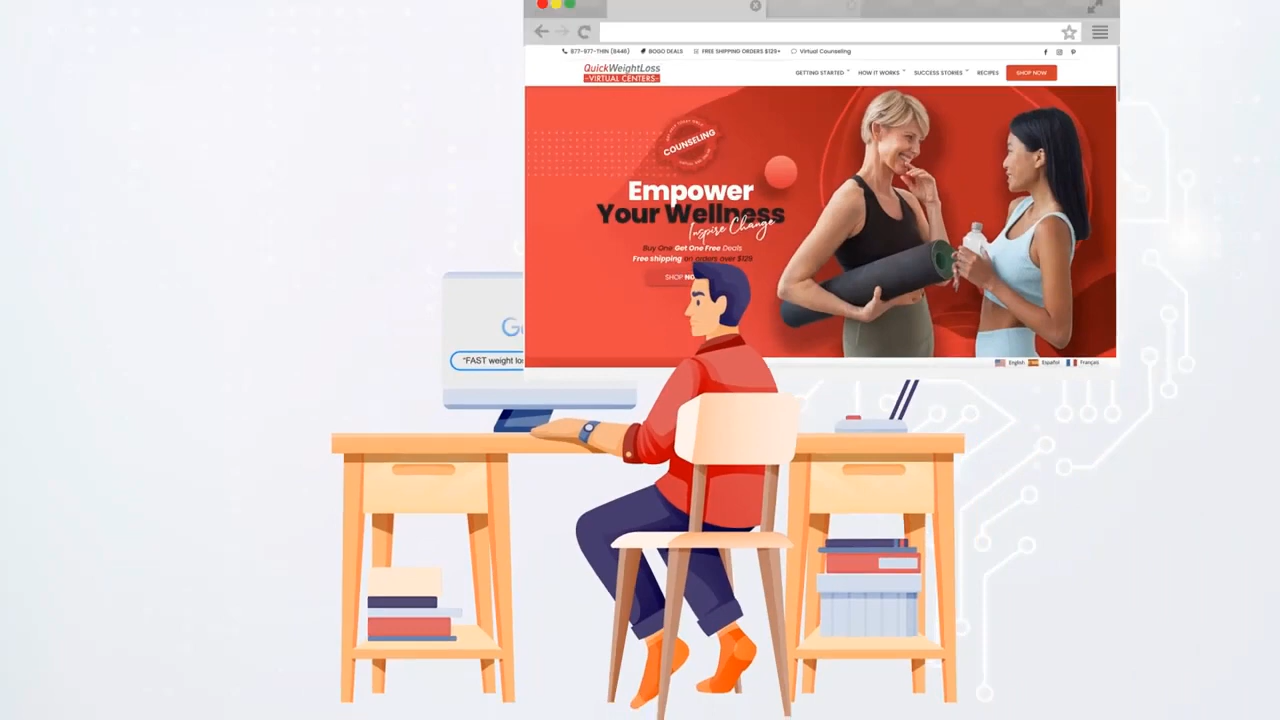 877-977-THIN (8446) BOGO DEALS FREE SHIPPING ORDERS $129+ Virtual Counseling
QuickWeightLoss
VIRTUAL CENTERS
GETTING STARTED HOW IT WORKS SUCCESS STORIES RECIPES SHOP NOW
COUNSELING
Empower
Your Wellness
Inspire Change
Buy One Get One Free Deals
Free shipping on orders over $129.
SHOP
"FAST weight
English Español Français